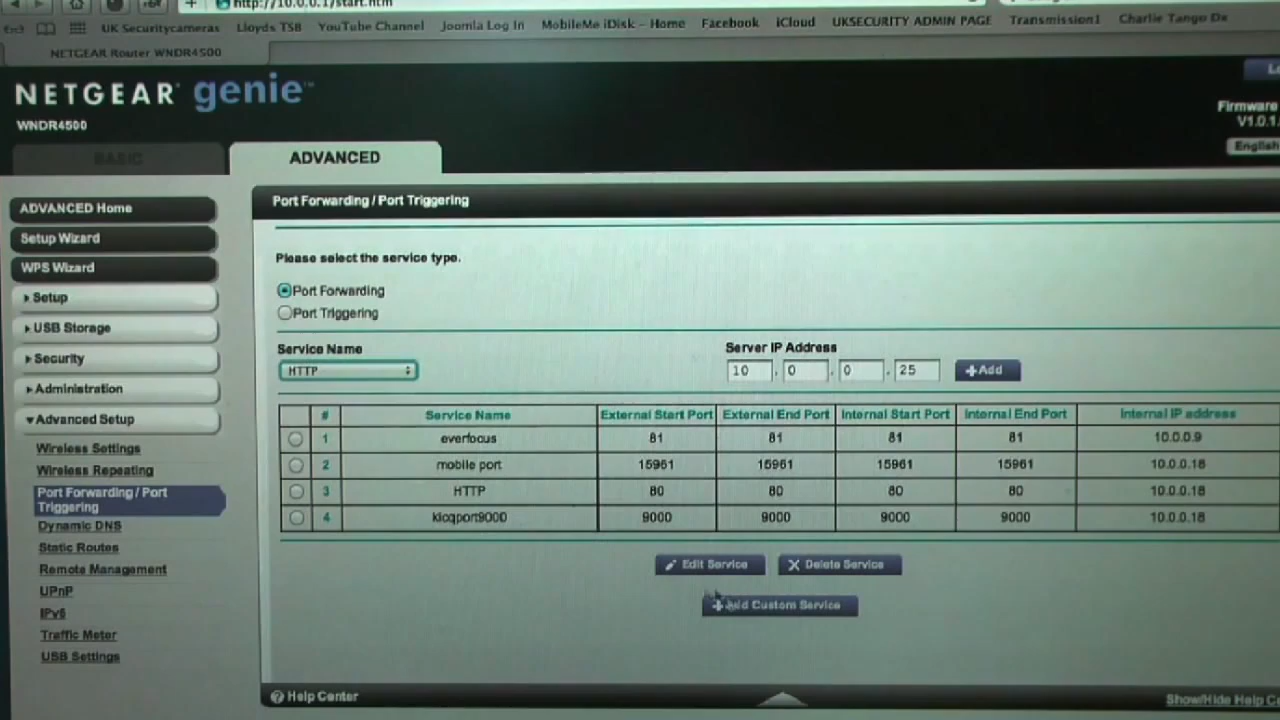 http://10.0.0.1/start.htm
UK Securitycameras Lloyds TSB YouTube Channel Joomla Log In MobileMe iDisk - Home Facebook iCloud UKSECURITY ADMIN PAGE Transmission1 Charlie Tango Dx
NETGEAR Router WNDR4500
NETGEAR genie
WNDR4500
Firmware
V1.0.1.
English
BASIC
ADVANCED
ADVANCED Home
Setup Wizard
WPS Wizard
Setup
USB Storage
Security
Administration
Advanced Setup
Wireless Settings
Wireless Repeating
Port Forwarding / Port
Triggering
Dynamic DNS
Static Routes
Remote Management
UPnP
IPv6
Traffic Meter
USB Settings
Port Forwarding / Port Triggering
Please select the service type.
Port Forwarding
Port Triggering
Service Name
HTTP
Server IP Address
10 . 0 . 0 . 25 +Add
# Service Name External Start Port External End Port Internal Start Port Internal End Port Internal IP address
1 everfocus 81 81 81 81 10.0.0.9
2 mobile port 15961 15961 15961 15961 10.0.0.18
3 HTTP 80 80 80 80 10.0.0.18
4 9000 9000 9000 9000 10.0.0.18
Edit Service X Delete Service
+Add Custom Service
? Help Center
Show/Hide Help